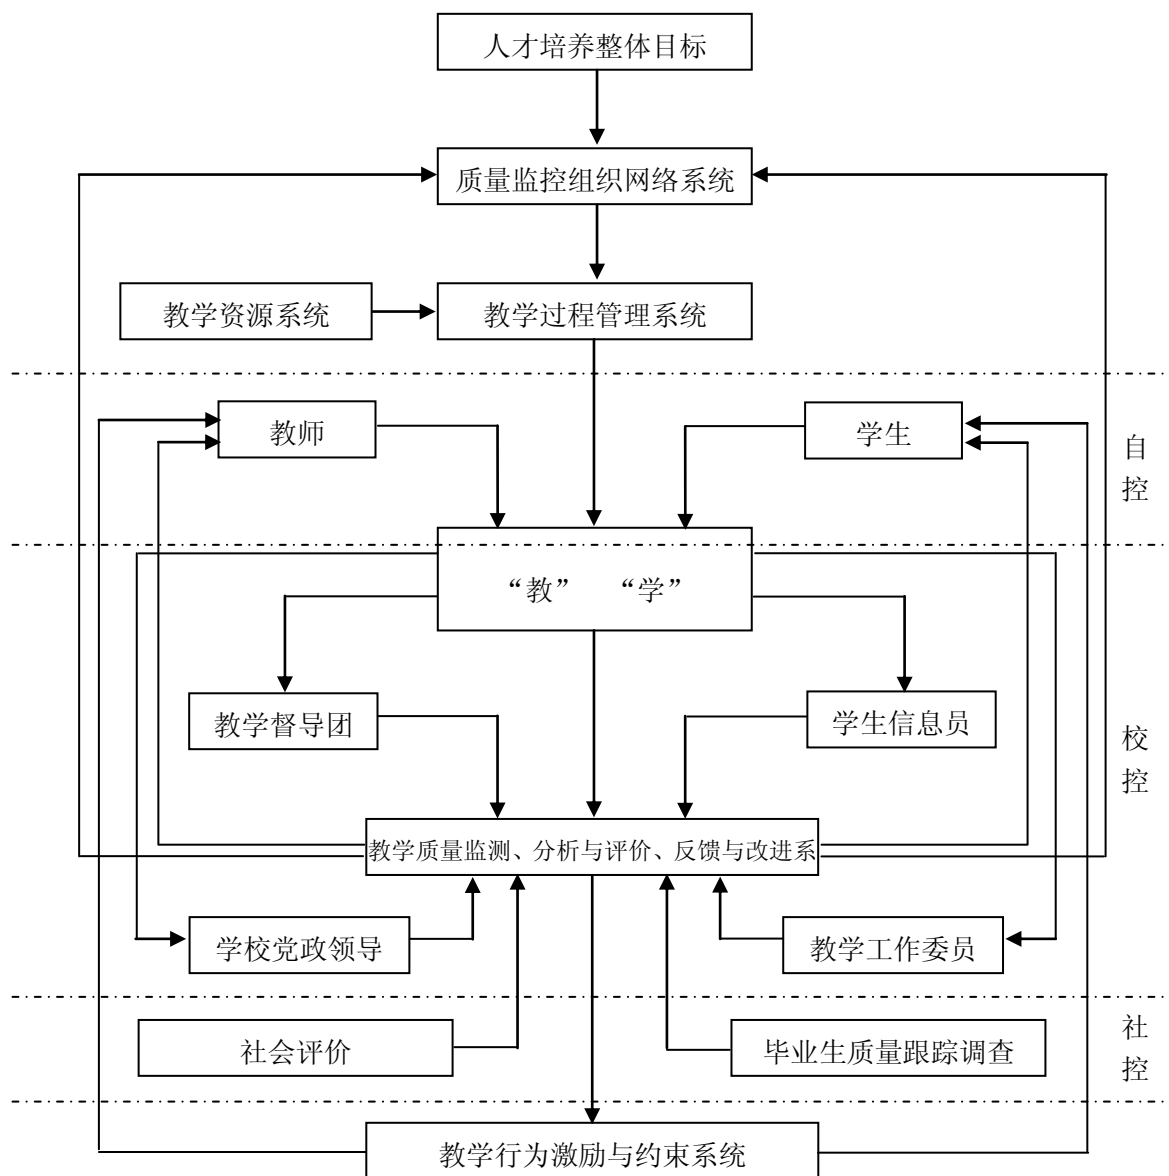 人才培养整体目标
质量监控组织网络系统
教学资源系统
教学过程管理系统
教师
学生
自
控
“教” “学”
教学督导团
学生信息员
校
控
教学质量监测、分析与评价、反馈与改进系
学校党政领导
教学工作委员
社会评价
毕业生质量跟踪调查
社
控
教学行为激励与约束系统